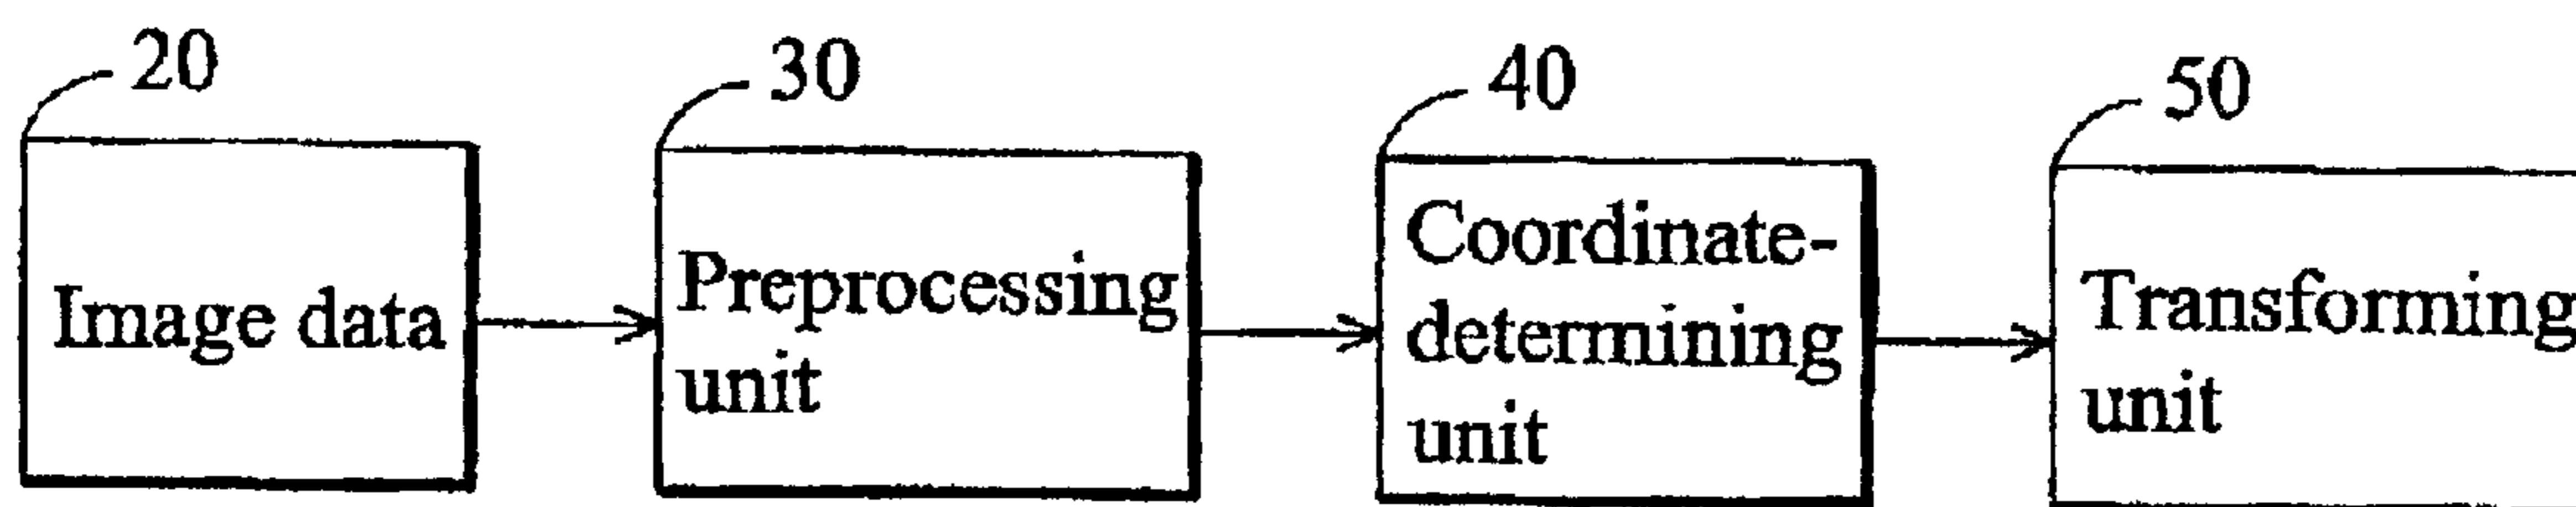 20
30
40
50
Image data
Preprocessing
unit
Coordinate-
determining
unit
Transforming
unit